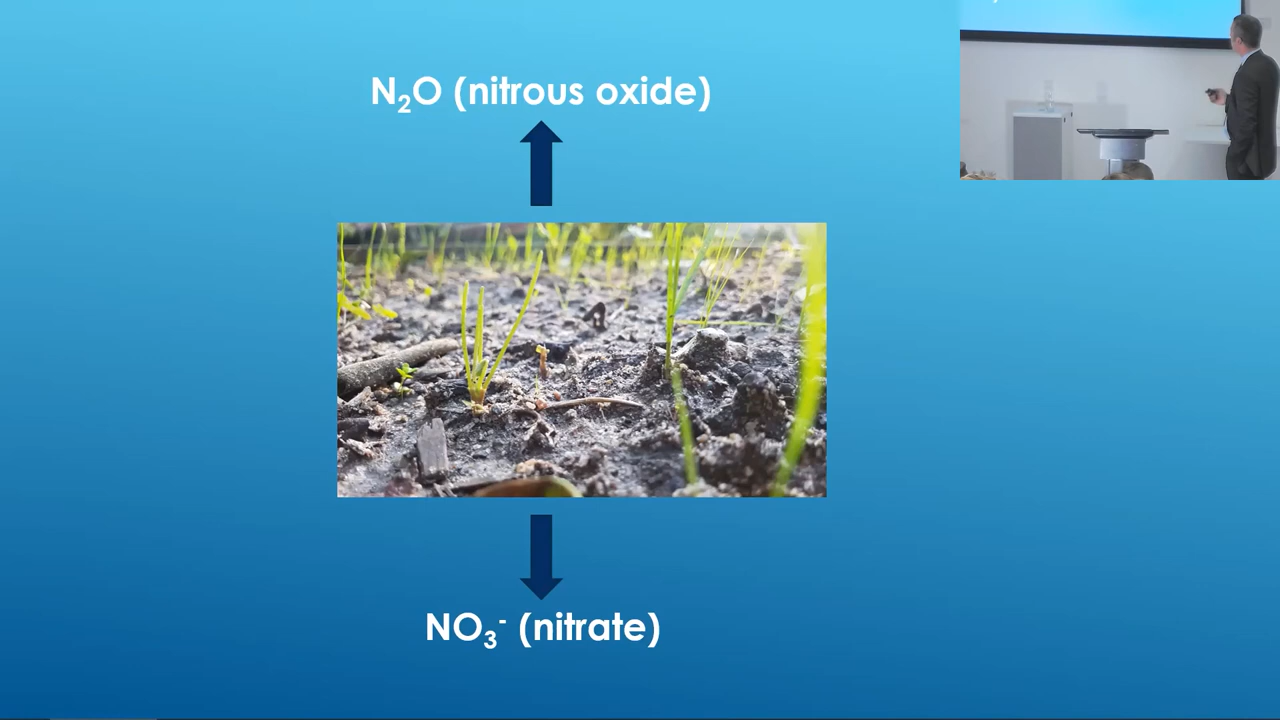 N₂O (nitrous oxide)
NO₃⁻ (nitrate)